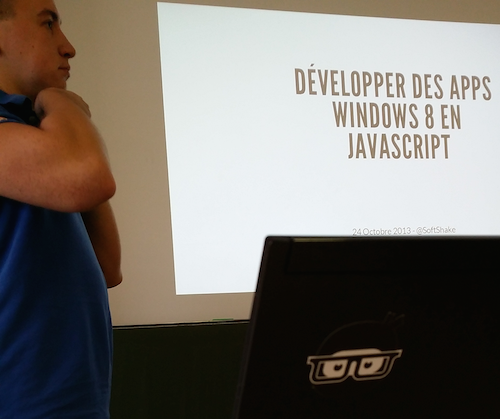 DÉVELOPPER DES APPS
WINDOWS 8 EN
JAVASCRIPT
24 Octobre 2013 - @SoftShake